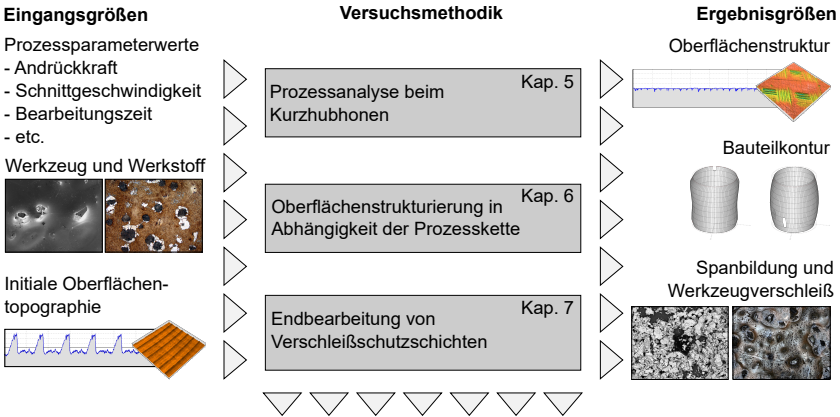 Eingangsgrößen
Prozessparameterwerte
- Andrückkraft
- Schnittgeschwindigkeit
- Bearbeitungszeit
- etc.
Werkzeug und Werkstoff
Initiale Oberflächen-
topographie
Versuchsmethodik
Kap. 5
Prozessanalyse beim
Kurzhubhonen
Kap. 6
Oberflächenstrukturierung in
Abhängigkeit der Prozesskette
Kap. 7
Endbearbeitung von
Verschleißschutzschichten
Ergebnisgrößen
Oberflächenstruktur
Bauteilkontur
Spanbildung und
Werkzeugverschleiß